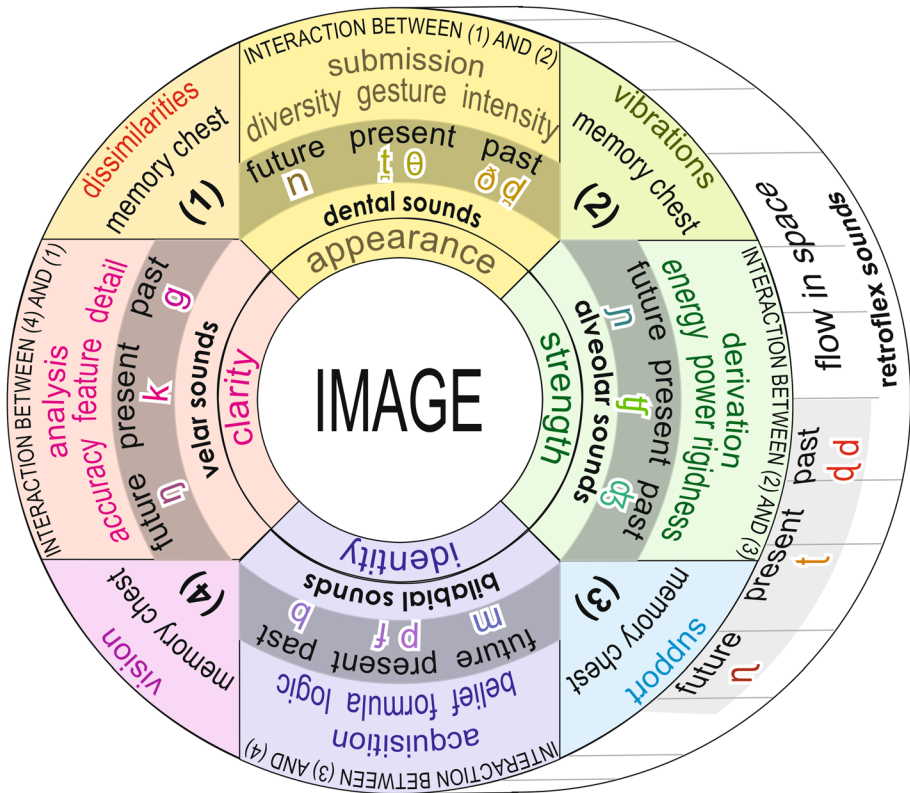 INTERACTION BETWEEN (1) AND (2)
submission
diversity gesture intensity
future present past
n t̪ θ ð d̪
dental sounds
appearance
dissimilarities
memory chest
(1)
vibrations
memory chest
(2)
INTERACTION BETWEEN (2) AND (3)
derivation
energy power rigidness
future present past
ɲ ʧ ʤ
alveolar sounds
strength
support
memory chest
(3)
INTERACTION BETWEEN (3) AND (4)
acquisition
belief formula logic
future present past
m p f b
bilabial sounds
identity
vision
memory chest
(4)
INTERACTION BETWEEN (4) AND (1)
analysis
accuracy feature detail
future present past
k g
velar sounds
clarity
IMAGE
flow in space
retroflex sounds
past
present
future
ɳ